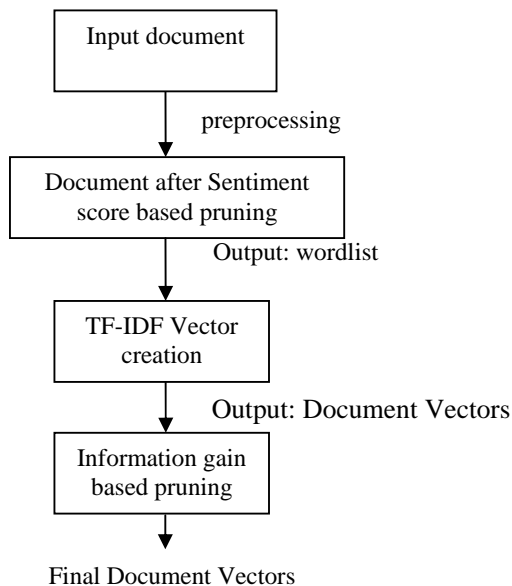 Input document
preprocessing
Document after Sentiment
score based pruning
Output: wordlist
TF-IDF Vector
creation
Output: Document Vectors
Information gain
based pruning
Final Document Vectors